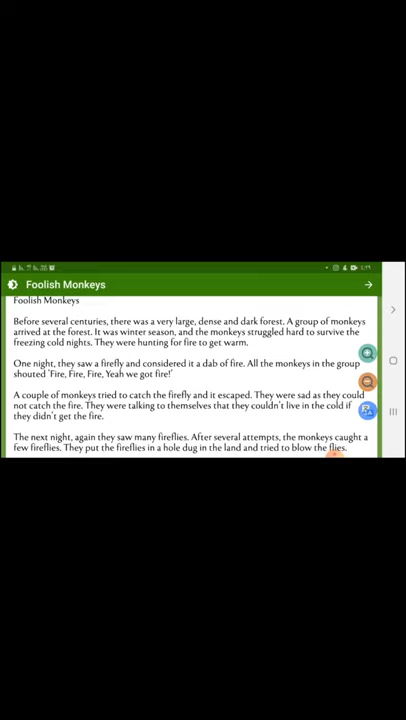 Foolish Monkeys
Foolish Monkeys
Before several centuries, there was a very large, dense and dark forest. A group of monkeys
arrived at the forest. It was winter season, and the monkeys struggled hard to survive the
freezing cold nights. They were hunting for fire to get warm.
One night, they saw a firefly and considered it a dab of fire. All the monkeys in the group
shouted 'Fire, Fire, Fire, Yeah we got fire!'
A couple of monkeys tried to catch the firefly and it escaped. They were sad as they could
not catch the fire. They were talking to themselves that they couldn't live in the cold if
they didn't get the fire.
The next night, again they saw many fireflies. After several attempts, the monkeys caught a
few fireflies. They put the fireflies in a hole dug in the land and tried to blow the flies.